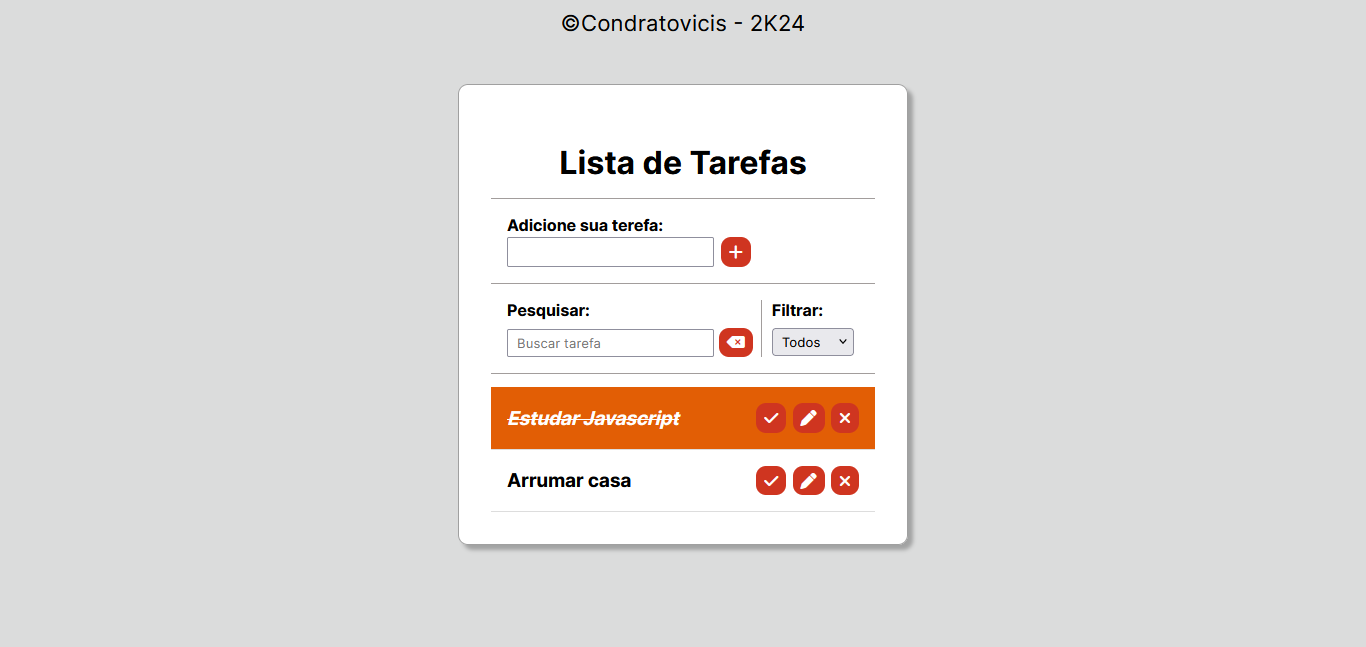 ©Condratovicis - 2K24
Lista de Tarefas
Adicione sua terefa:
Pesquisar:
Filtrar:
Buscar tarefa
Todos
Estudar Javascript
Arrumar casa